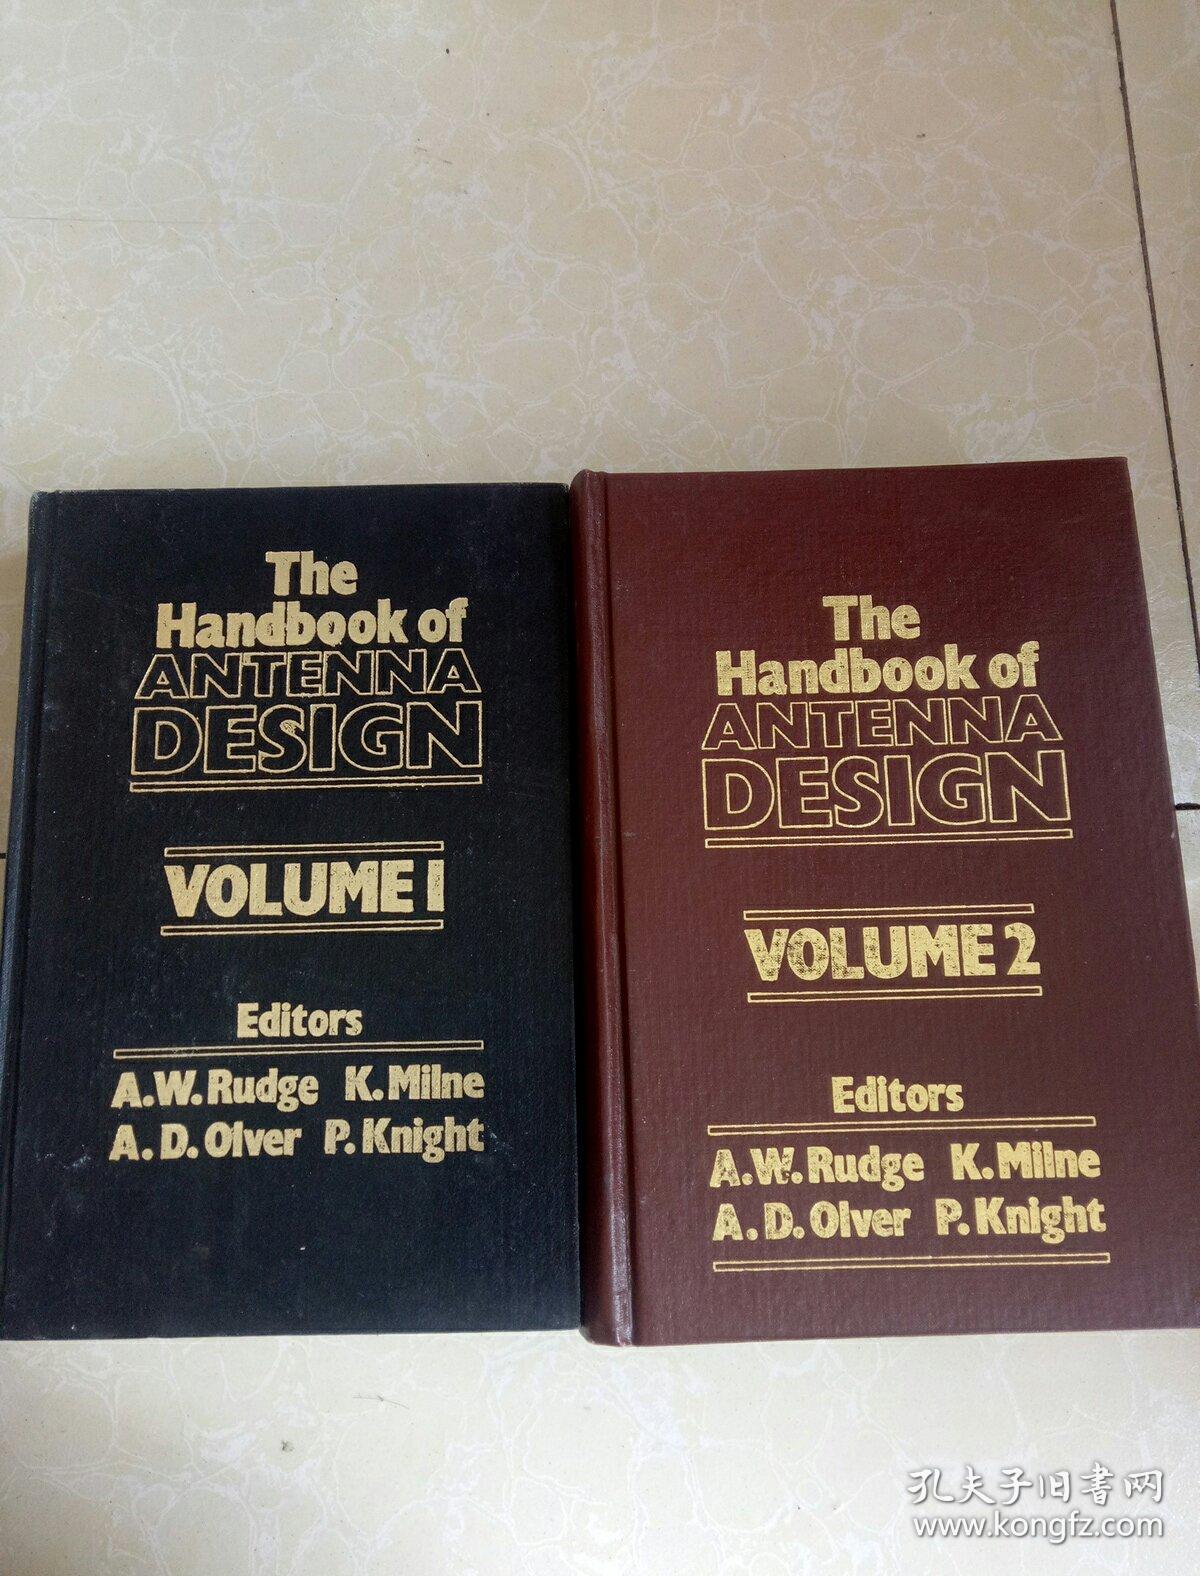 The
Handbook of
ANTENNA
DESIGN
VOLUME 1
Editors
A.W. Rudge K. Milne
A. D. Olver P. Knight
The
Handbook of
ANTENNA
DESIGN
VOLUME 2
Editors
A.W. Rudge K. Milne
A. D. Olver P. Knight
孔夫子旧书网
www.kongfz.com